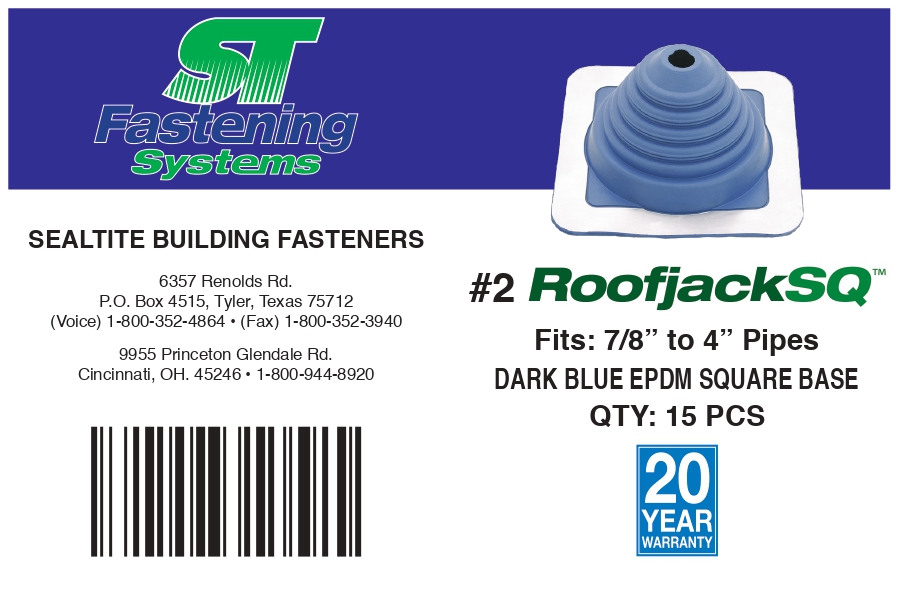 ST
Fastening
Systems
SEALTITE BUILDING FASTENERS
6357 Renolds Rd.
P.O. Box 4515, Tyler, Texas 75712
(Voice) 1-800-352-4864 • (Fax) 1-800-352-3940
9955 Princeton Glendale Rd.
Cincinnati, OH. 45246 • 1-800-944-8920
#2 RoofjackSQ™
Fits: 7/8” to 4” Pipes
DARK BLUE EPDM SQUARE BASE
QTY: 15 PCS
20
YEAR
WARRANTY